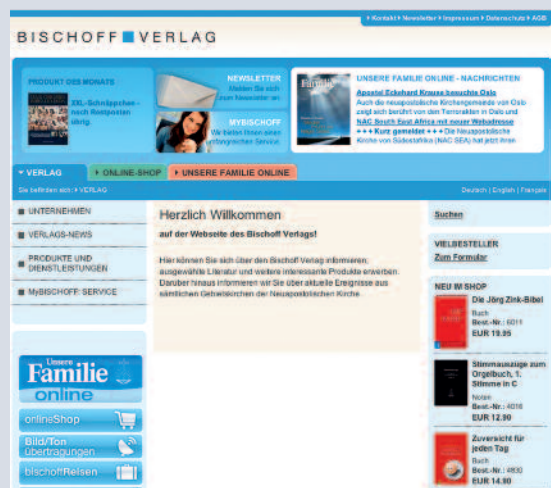 Kontakt Newsletter Impressum Datenschutz AGB
BISCHOFF VERLAG
PRODUKT DES MONATS
XXL-Schnäppchen -
noch Restposten
übrig.
NEWSLETTER
Melden Sie sich
zum Newsletter an.
MYBISCHOFF
Wir bieten Ihnen einen
umfangreichen Service.
Familie
UNSERE FAMILIE ONLINE - NACHRICHTEN
Apostel Eckehard Krause besuchte Oslo
Auch die neuapostolische Kirchengemeinde von Oslo
zeigt sich berührt von den Terrorakten in Oslo und
NAC South East Africa mit neuer Webadresse
+++ Kurz gemeldet +++ Die Neuapostolische
Kirche von Südostafrika (NAC SEA) hat jetzt ihren
VERLAG
ONLINE-SHOP
UNSERE FAMILIE ONLINE
Sie befinden sich: VERLAG
Deutsch | English | Français
UNTERNEHMEN
VERLAGS-NEWS
PRODUKTE UND
DIENSTLEISTUNGEN
MyBISCHOFF: SERVICE
Herzlich Willkommen
auf der Webseite des Bischoff Verlags!
Hier können Sie sich über den Bischoff Verlag informieren,
ausgewählte Literatur und weitere interessante Produkte erwerben.
Darüber hinaus informieren wir Sie über aktuelle Ereignisse aus
sämtlichen Gebietskirchen der Neuapostolischen Kirche.
Suchen
VIELBESTELLER
Zum Formular
NEU IM SHOP
Die Jörg Zink-Bibel
Buch
Best.-Nr.: 6011
EUR 19.95
Stimmauszüge zum
Orgelbuch, 1.
Stimme in C
Noten
Best.-Nr.: 4016
EUR 12.90
Zuversicht für
jeden Tag
Buch
Best.-Nr.: 4830
EUR 14.80
Unsere
Familie
online
onlineShop
Bild/Ton
übertragungen
bischoffReisen